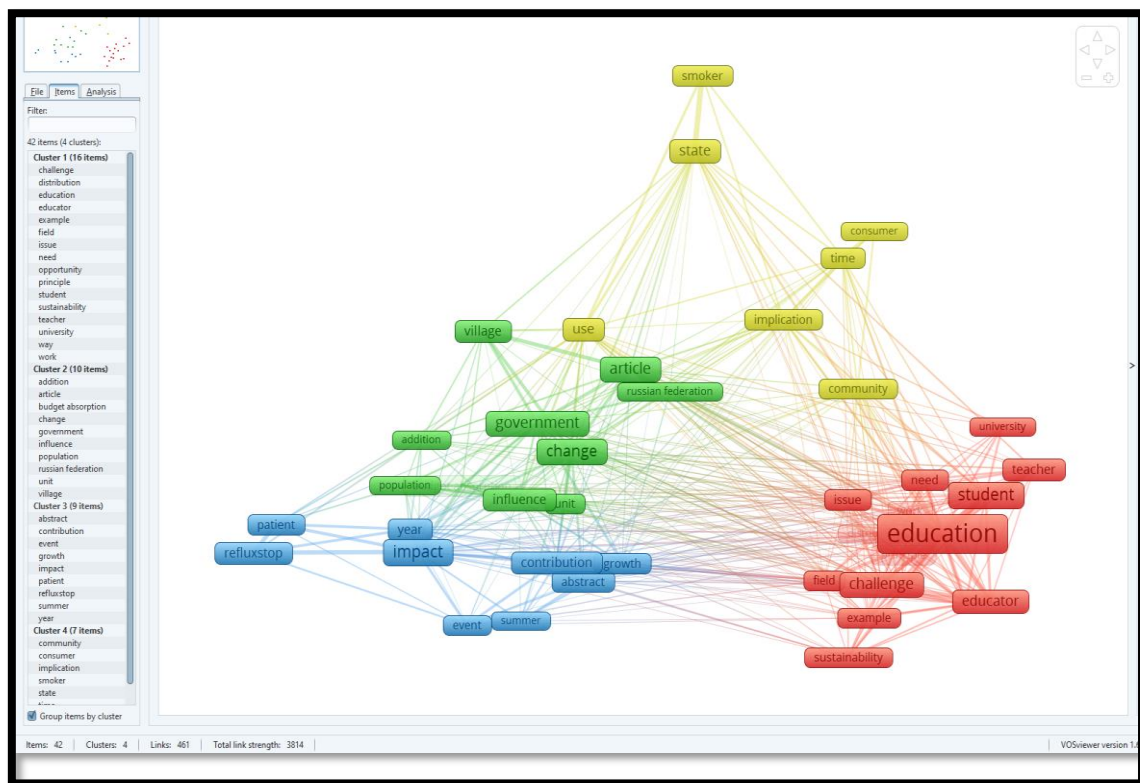 File Items Analysis
Filter:
42 items (4 clusters):
Cluster 1 (16 items)
challenge
distribution
education
educator
example
field
issue
need
opportunity
principle
student
sustainability
teacher
university
way
work
Cluster 2 (10 items)
addition
article
budget absorption
change
government
influence
population
russian federation
unit
village
Cluster 3 (9 items)
abstract
contribution
event
growth
impact
patient
refluxstop
summer
year
Cluster 4 (7 items)
community
consumer
implication
smoker
state
time
Group items by cluster
smoker
state
consumer
time
implication
village
use
article
russian federation
community
government
university
addition
change
teacher
need
population
student
issue
influence
unit
patient
year
education
refluxstop
impact
contribution
growth
abstract
field
challenge
educator
event
summer
example
sustainability
Items: 42 Clusters: 4 Links: 461 Total link strength: 3814
VOSviewer version 1.6